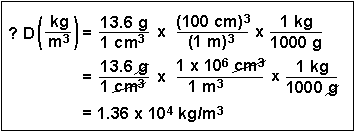 ? D (kg/m³) = 13.6 g / 1 cm³ x (100 cm)³ / (1 m)³ x 1 kg / 1000 g
= 13.6 g / 1 cm³ x 1 x 10⁶ cm³ / 1 m³ x 1 kg / 1000 g
= 1.36 x 10⁴ kg/m³